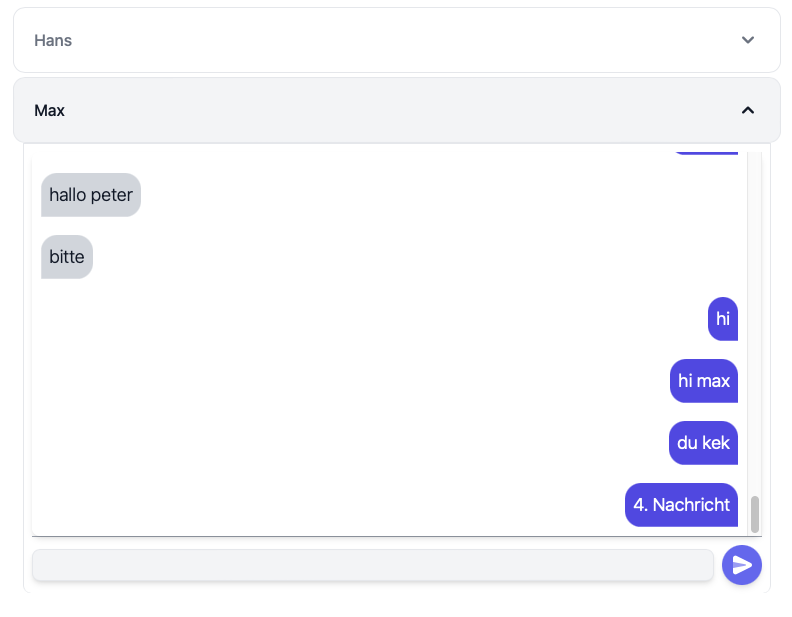 Hans
Max
hallo peter
bitte
hi
hi max
du kek
4. Nachricht